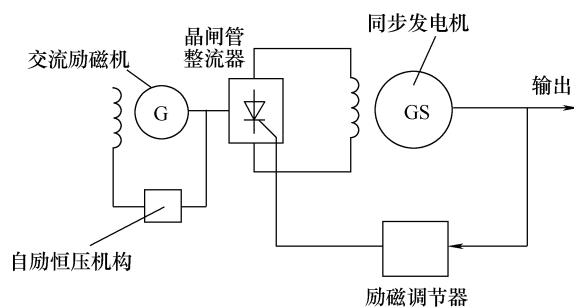 同步发电机
晶闸管
整流器
交流励磁机
输出
G
GS
自励恒压机构
励磁调节器